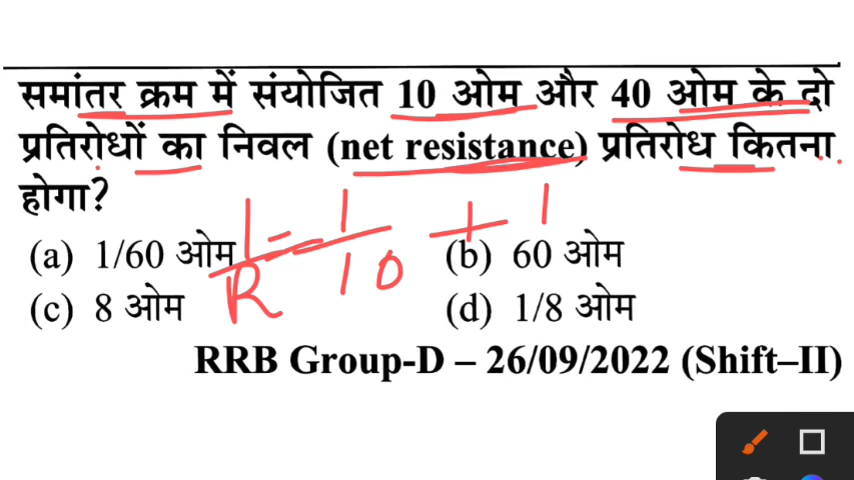 समांतर क्रम में संयोजित 10 ओम और 40 ओम के दो
प्रतिरोधों का निवल (net resistance) प्रतिरोध कितना
होगा?
1/R = 1/10 + 1
(a) 1/60 ओम (b) 60 ओम
(c) 8 ओम (d) 1/8 ओम
RRB Group-D – 26/09/2022 (Shift–II)